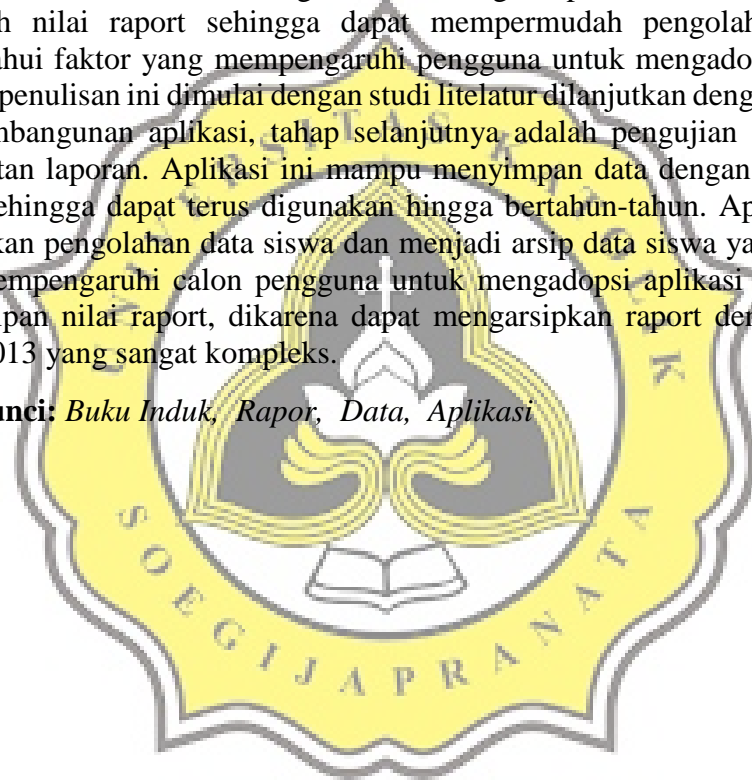 h nilai raport sehingga dapat mempermudah pengolah
ahui faktor yang mempengaruhi pengguna untuk mengado
penulisan ini dimulai dengan studi litelatur dilanjutkan deng
mbangunan aplikasi, tahap selanjutnya adalah pengujian
tan laporan. Aplikasi ini mampu menyimpan data dengan
ehingga dapat terus digunakan hingga bertahun-tahun. Ap
kan pengolahan data siswa dan menjadi arsip data siswa ya
empengaruhi calon pengguna untuk mengadopsi aplikasi
pan nilai raport, dikarena dapat mengarsipkan raport den
013 yang sangat kompleks.
unci: Buku Induk, Rapor, Data, Aplikasi
UNIVERSITAS KATOLIK
SOEGIJAPRANATA